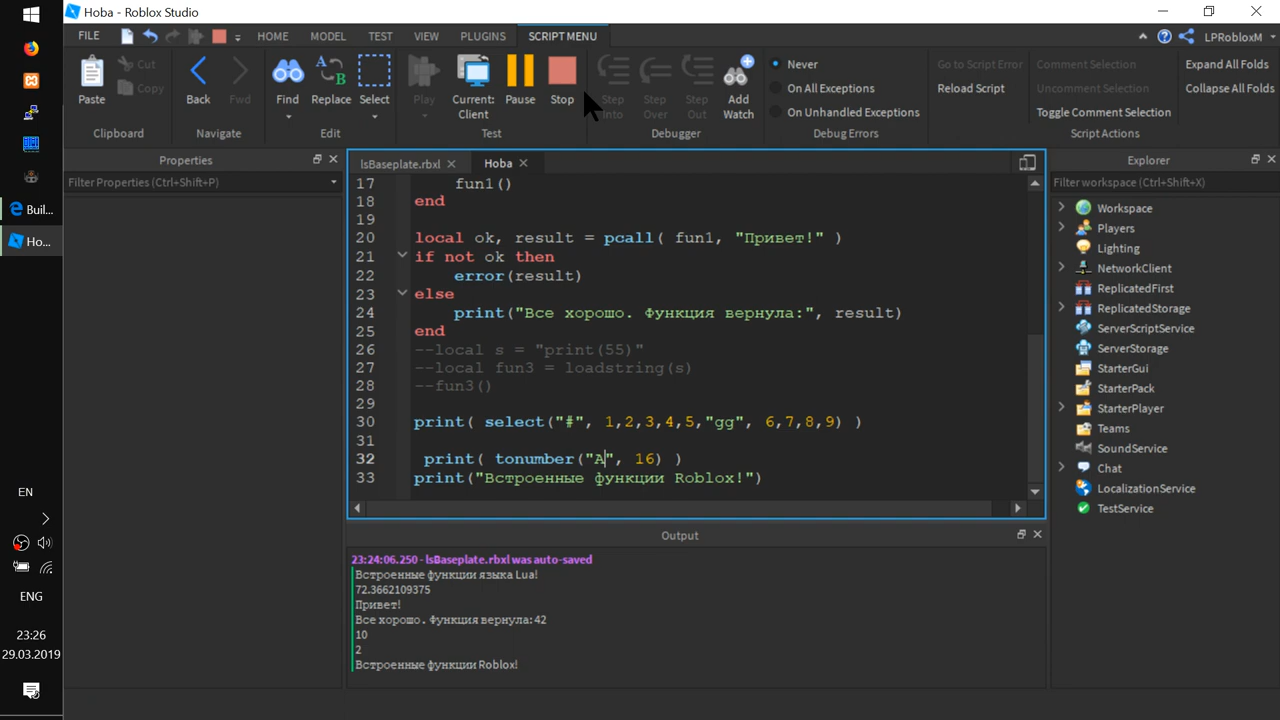 Hoba - Roblox Studio
FILE HOME MODEL TEST VIEW PLUGINS SCRIPT MENU LPRobloxM
Paste Cut Copy
Clipboard
Back Fwd
Navigate
Find Replace Select
Edit
Play Current: Client Pause Stop
Test
Step Into Step Over Step Out Add Watch
Debugger
Never
On All Exceptions
On Unhandled Exceptions
Debug Errors
Go to Script Error
Reload Script
Comment Selection
Uncomment Selection
Toggle Comment Selection
Expand All Folds
Collapse All Folds
Script Actions
Buil...
Ho...
EN
ENG
23:26
29.03.2019
Properties
Filter Properties (Ctrl+Shift+P)
lsBaseplate.rbxl Hoba
17 fun1()
18 end
19
20 local ok, result = pcall( fun1, "Привет!" )
21 if not ok then
22 error(result)
23 else
24 print("Все хорошо. Функция вернула:", result)
25 end
26 --local s = "print(55)"
27 --local fun3 = loadstring(s)
28 --fun3()
29
30 print( select("#", 1,2,3,4,5,"gg", 6,7,8,9) )
31
32 print( tonumber("A", 16) )
33 print("Встроенные функции Roblox!")
Output
23:24:06.250 - lsBaseplate.rbxl was auto-saved
Встроенные функции языка Lua!
72.3662109375
Привет!
Все хорошо. Функция вернула: 42
10
2
Встроенные функции Roblox!
Explorer
Filter workspace (Ctrl+Shift+X)
Workspace
Players
Lighting
NetworkClient
ReplicatedFirst
ReplicatedStorage
ServerScriptService
ServerStorage
StarterGui
StarterPack
StarterPlayer
Teams
SoundService
Chat
LocalizationService
TestService